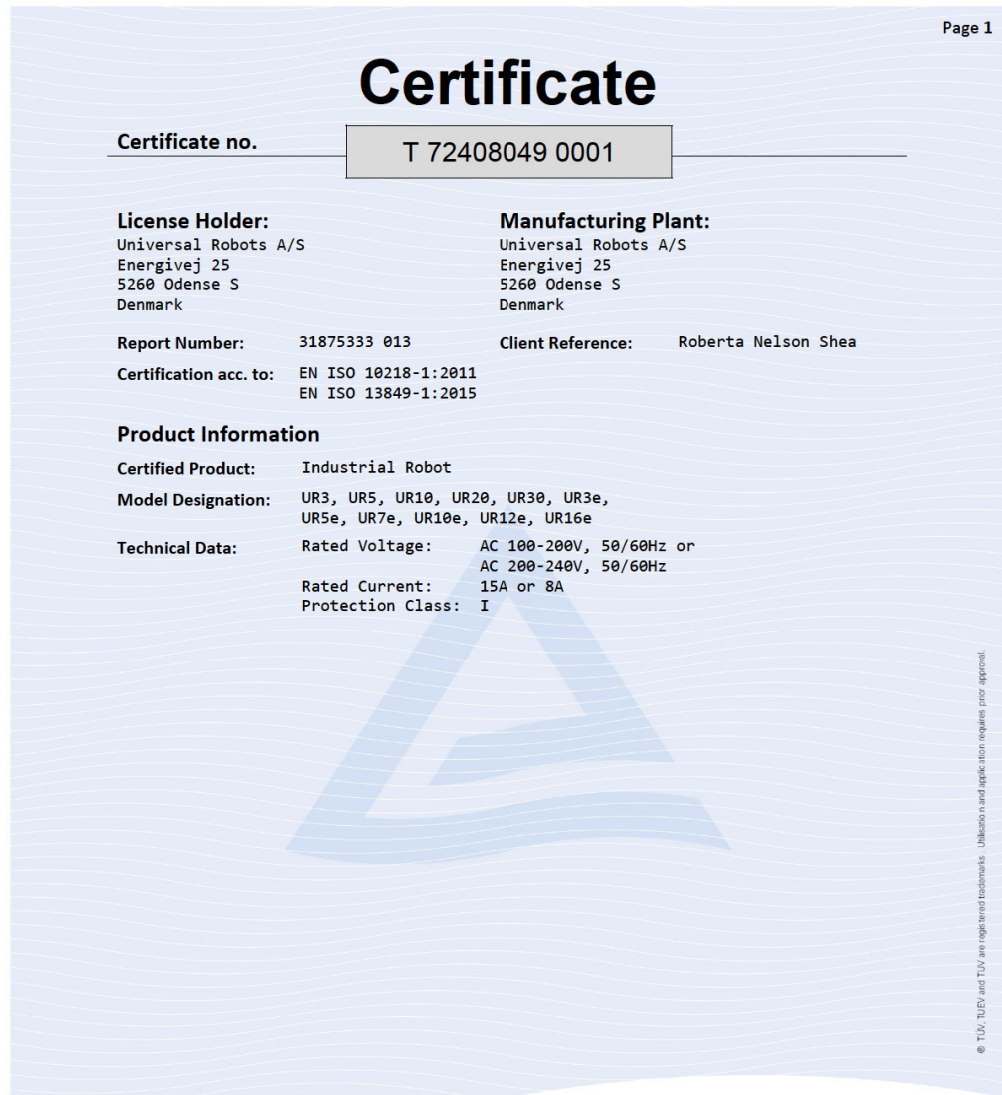 Page 1
Certificate
Certificate no.
T 72408049 0001
License Holder:
Universal Robots A/S
Energivej 25
5260 Odense S
Denmark
Manufacturing Plant:
Universal Robots A/S
Energivej 25
5260 Odense S
Denmark
Report Number: 31875333 013
Client Reference: Roberta Nelson Shea
Certification acc. to: EN ISO 10218-1:2011
EN ISO 13849-1:2015
Product Information
Certified Product: Industrial Robot
Model Designation: UR3, UR5, UR10, UR20, UR30, UR3e,
UR5e, UR7e, UR10e, UR12e, UR16e
Technical Data: Rated Voltage: AC 100-200V, 50/60Hz or
AC 200-240V, 50/60Hz
Rated Current: 15A or 8A
Protection Class: I
® TÜV, TUEV and TUV are registered trademarks. Utilisation and application requires prior approval.